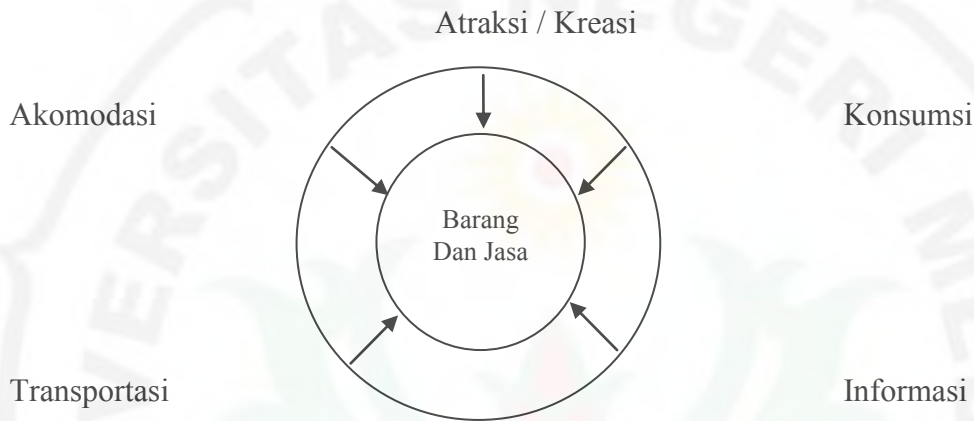 Atraksi / Kreasi
Akomodasi
Konsumsi
Barang
Dan Jasa
Transportasi
Informasi